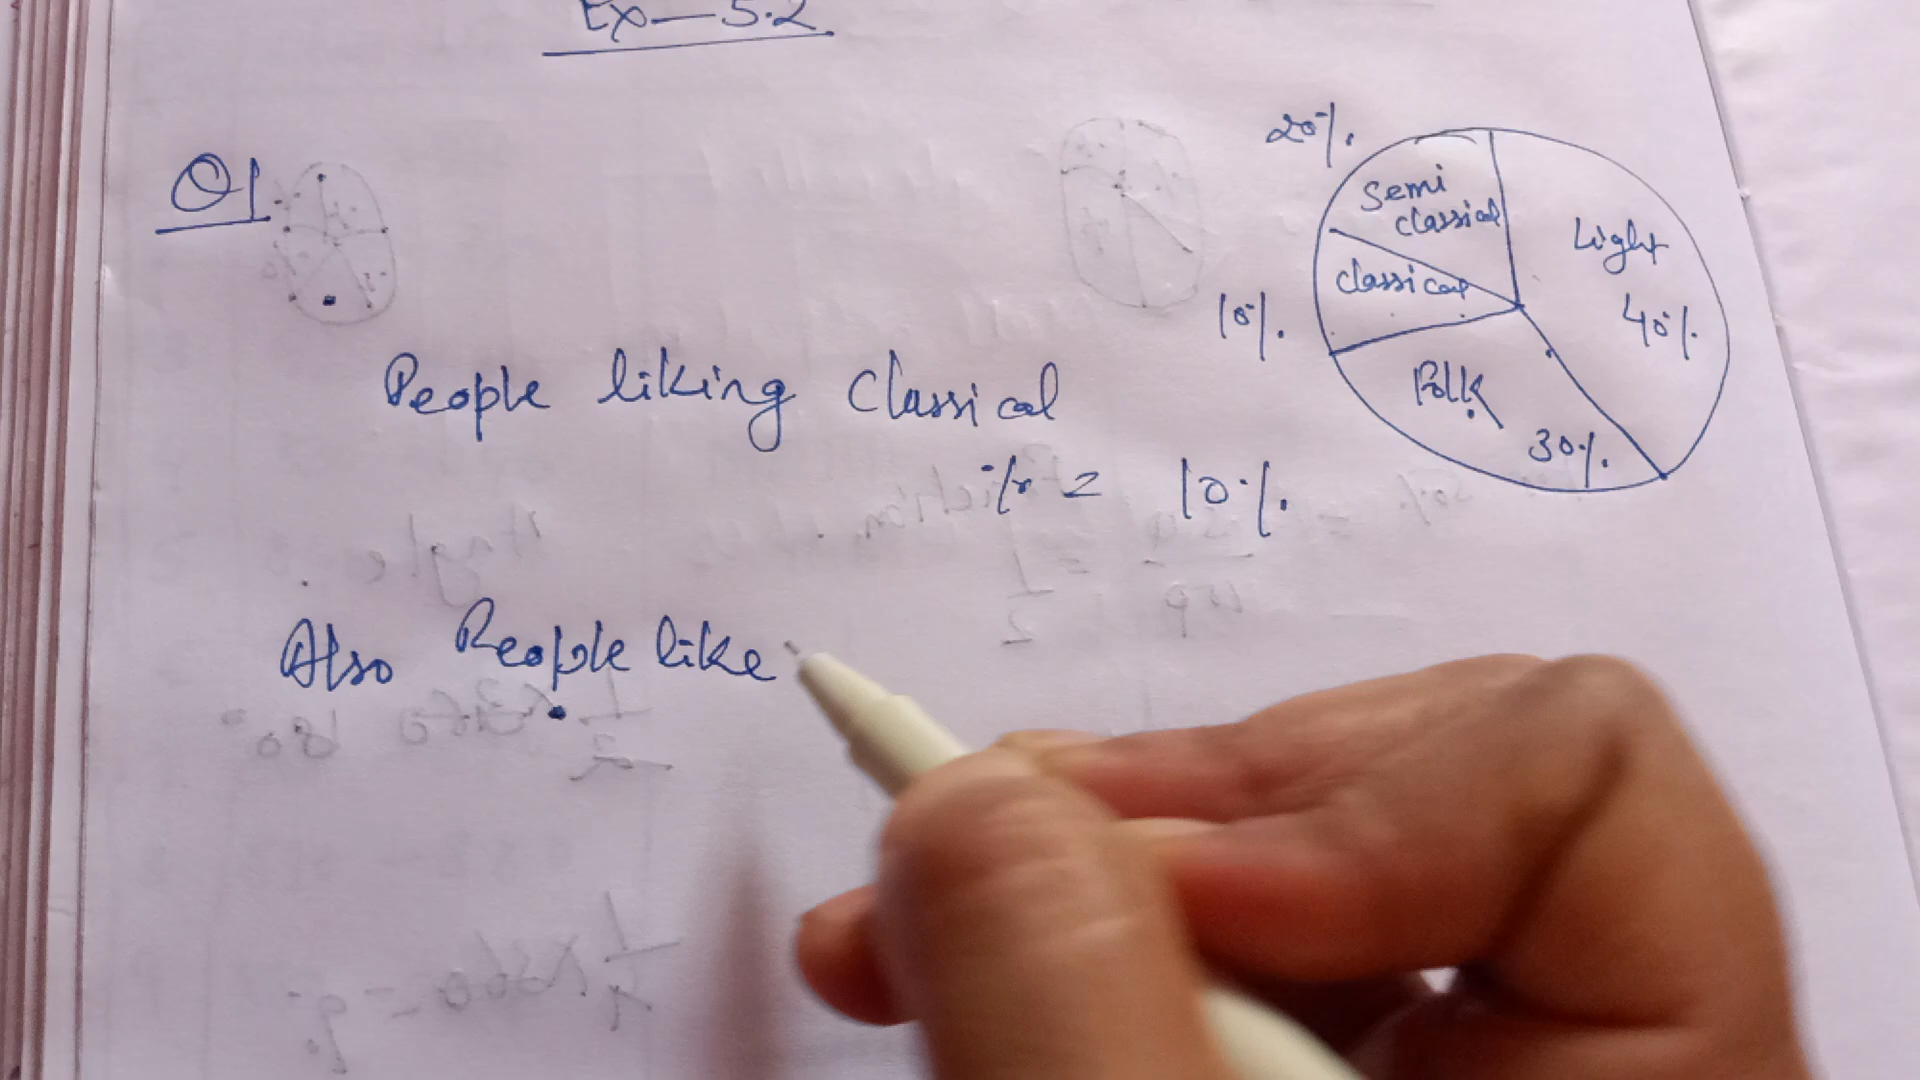 Ex-5.2
Q1
20%.
Semi
classical
Light
40%
classical
10%.
Folk
30%.
People liking Classical
% = 10%.
Also People like